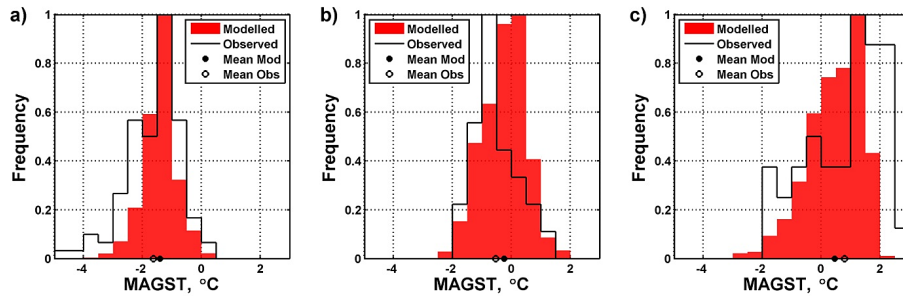 a)
1
0.8
0.6
0.4
0.2
0
Frequency
-4 -2 0 2
MAGST, °C
Modelled
Observed
Mean Mod
Mean Obs
b)
1
0.8
0.6
0.4
0.2
0
Frequency
-4 -2 0 2
MAGST, °C
Modelled
Observed
Mean Mod
Mean Obs
c)
1
0.8
0.6
0.4
0.2
0
Frequency
-4 -2 0 2
MAGST, °C
Modelled
Observed
Mean Mod
Mean Obs